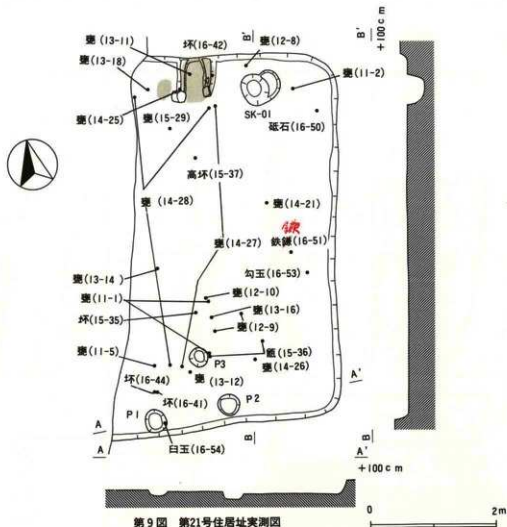 B'
B'
+100cm
甕(13-11)
坏(16-42)
甕(12-8)
甕(13-18)
甕(11-2)
SK-01
甕(14-25)
甕(15-29)
砥石(16-50)
高坏(15-37)
甕(14-28)
甕(14-21)
鉄鎌(16-51)
甕(14-27)
甕(13-14)
勾玉(16-53)
甕(11-1)
甕(12-10)
坏(15-35)
甕(13-16)
甕(12-9)
甕(11-5)
甑(15-36)
P3
甕(14-26)
甕(13-12)
坏(16-44)
坏(16-41)
A'
P1
P2
A
B
B
A
臼玉(16-54)
A'
+100cm
第9図 第21号住居址実測図
0 2m